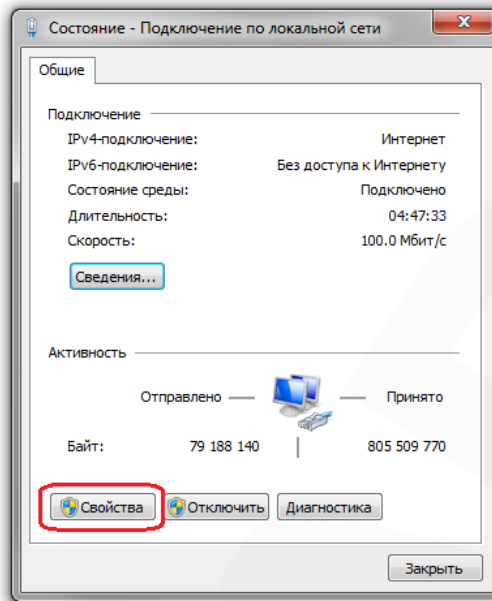 Состояние - Подключение по локальной сети
Общие
Подключение
IPv4-подключение: Интернет
IPv6-подключение: Без доступа к Интернету
Состояние среды: Подключено
Длительность: 04:47:33
Скорость: 100.0 Мбит/с
Сведения...
Активность
Отправлено Принято
Байт: 79 188 140 805 509 770
Свойства Отключить Диагностика
Закрыть